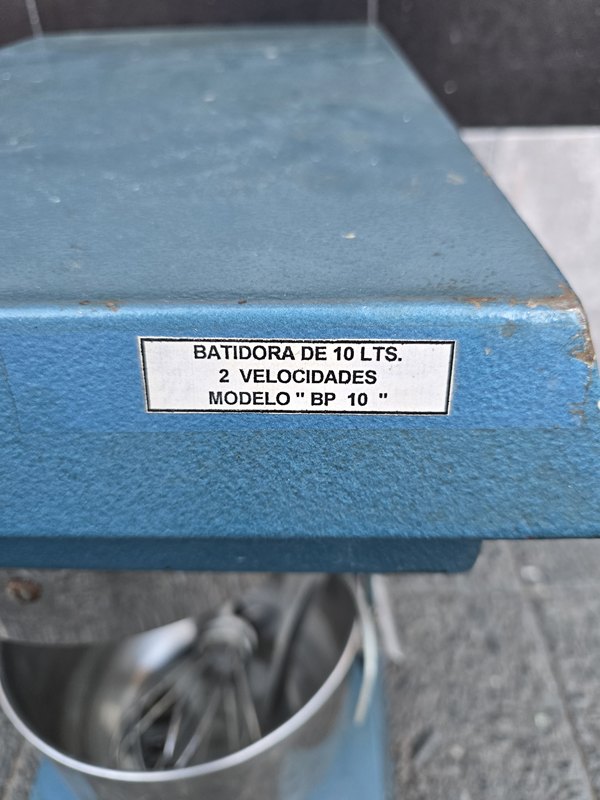 BATIDORA DE 10 LTS.
2 VELOCIDADES
MODELO " BP 10 "